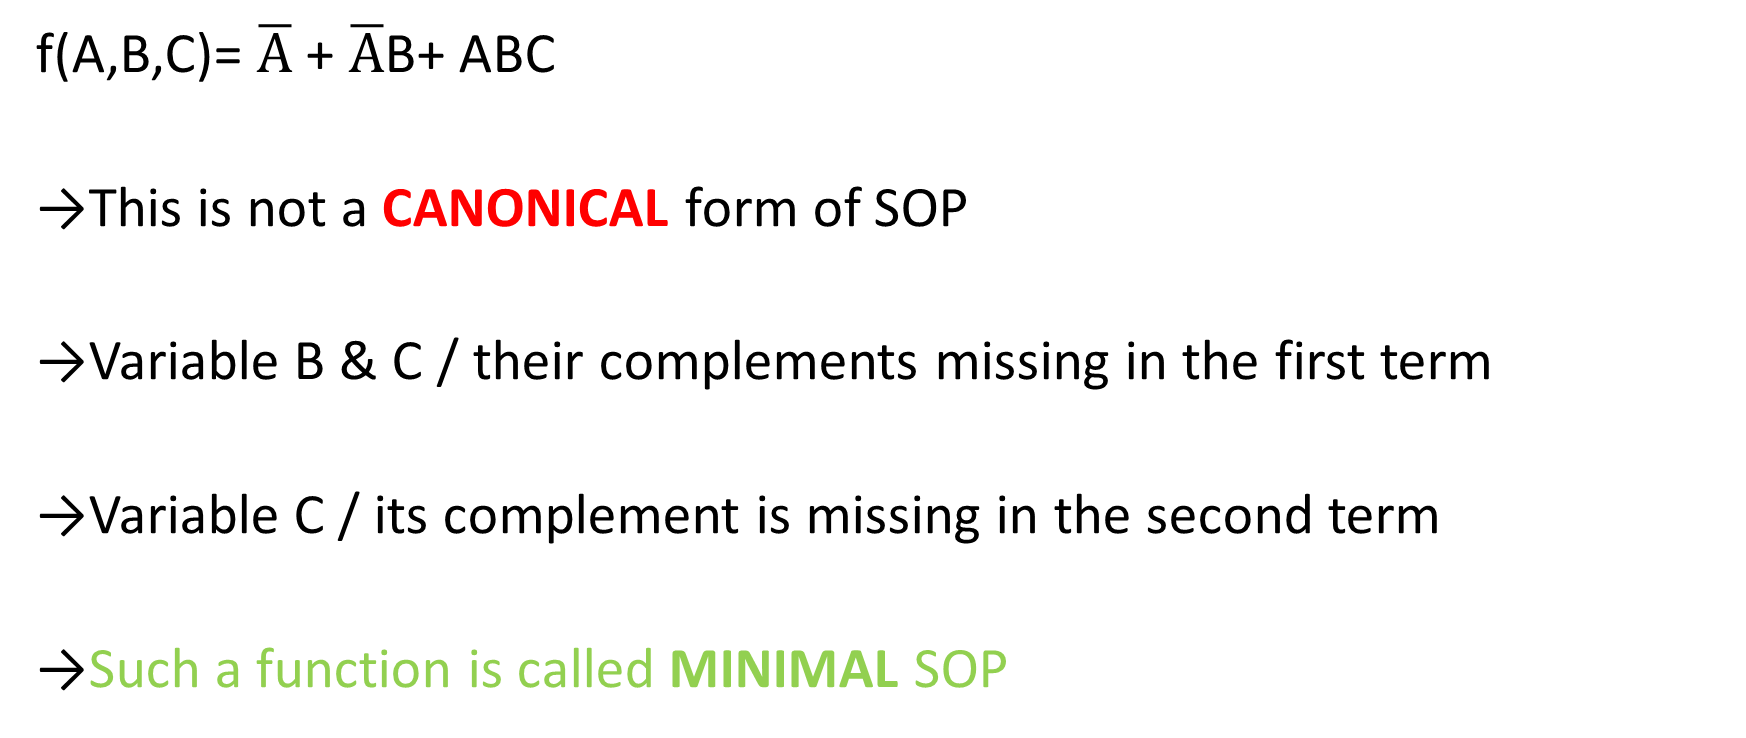 f(A,B,C)= A̅ + A̅B+ ABC
→This is not a CANONICAL form of SOP
→Variable B & C / their complements missing in the first term
→Variable C / its complement is missing in the second term
→Such a function is called MINIMAL SOP